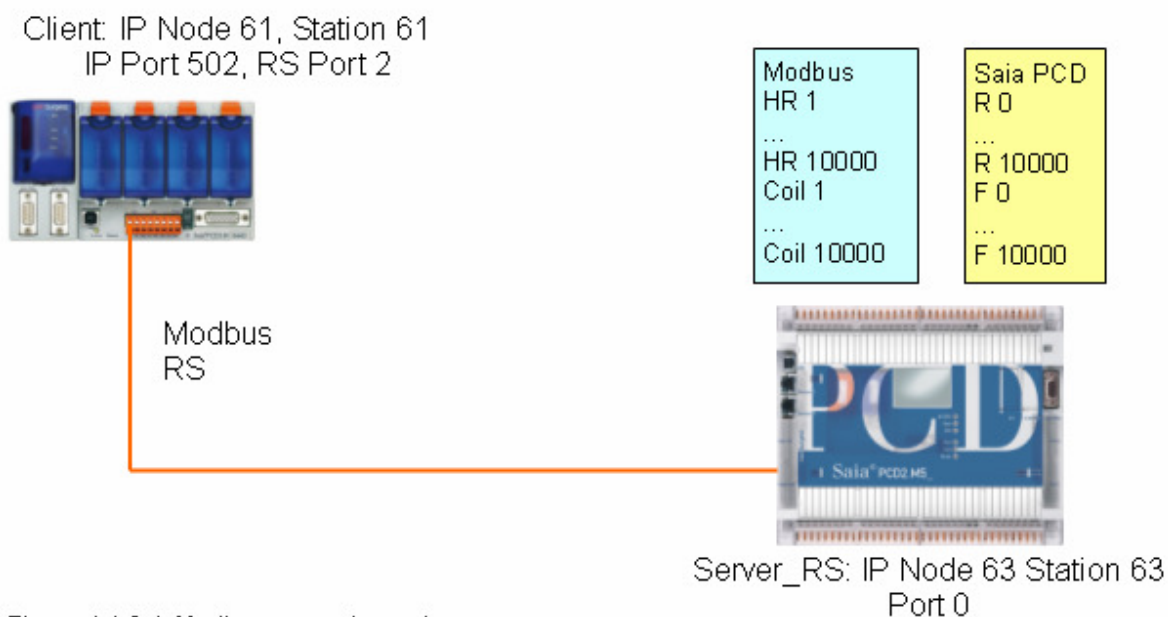 Client: IP Node 61, Station 61
IP Port 502, RS Port 2
Modbus
HR 1
...
HR 10000
Coil 1
...
Coil 10000
Saia PCD
R 0
...
R 10000
F 0
...
F 10000
Modbus
RS
PCD
Saia® PCD2.M5_
Server_RS: IP Node 63 Station 63
Port 0